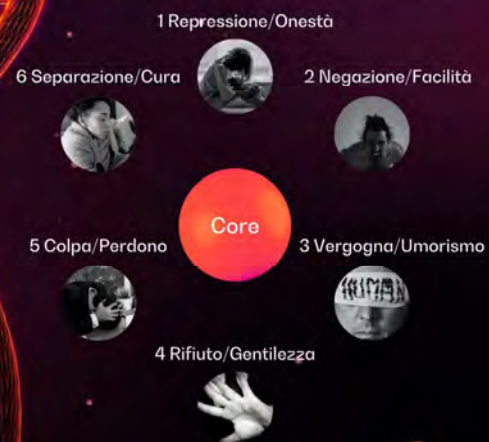 1 Repressione/Onestà
6 Separazione/Cura
2 Negazione/Facilità
Core
5 Colpa/Perdono
3 Vergogna/Umorismo
4 Rifiuto/Gentilezza